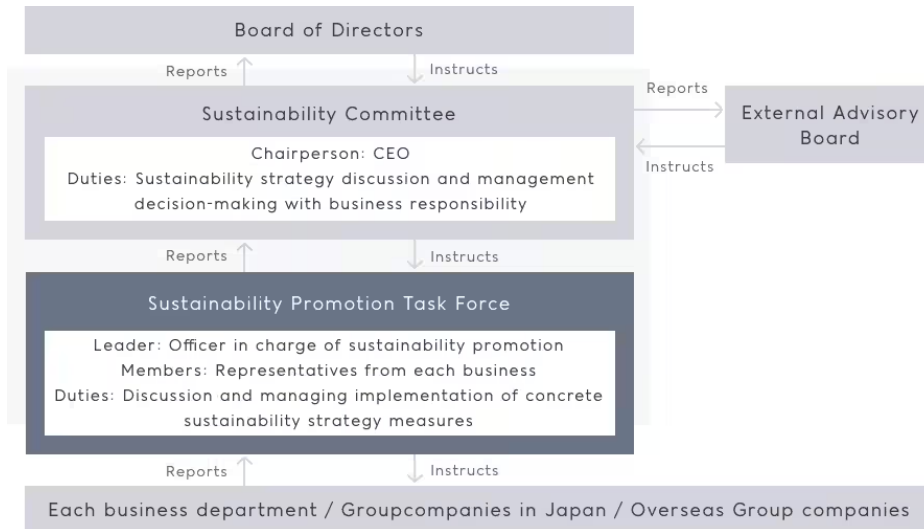 Board of Directors
Reports
Instructs
Sustainability Committee
Chairperson: CEO
Duties: Sustainability strategy discussion and management
decision-making with business responsibility
Reports
Instructs
External Advisory
Board
Reports
Instructs
Sustainability Promotion Task Force
Leader: Officer in charge of sustainability promotion
Members: Representatives from each business
Duties: Discussion and managing implementation of concrete
sustainability strategy measures
Reports
Instructs
Each business department / Groupcompanies in Japan / Overseas Group companies